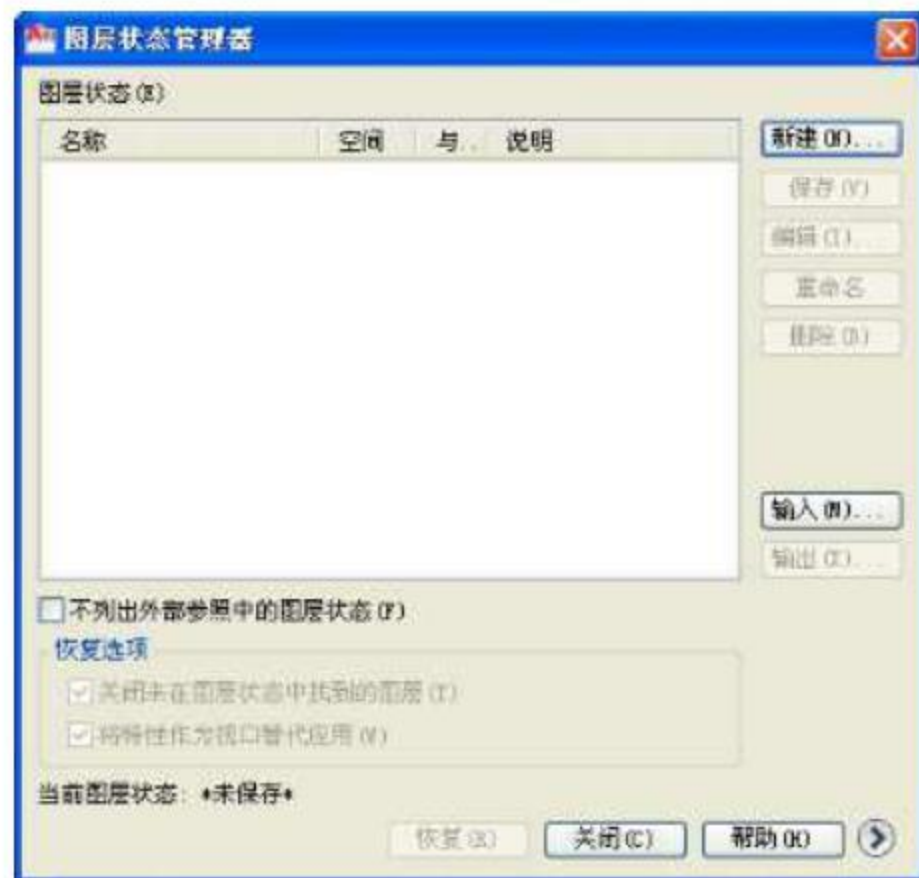 图层状态管理器
图层状态(E)
名称 空间 与.. 说明
新建(N)...
保存(V)
编辑(I)...
重命名
删除(D)
输入(M)...
输出(X)...
不列出外部参照中的图层状态(F)
恢复选项
关闭未在图层状态中找到的图层(T)
将特性作为视口替代应用(V)
当前图层状态: *未保存*
恢复(R) 关闭(C) 帮助(H)